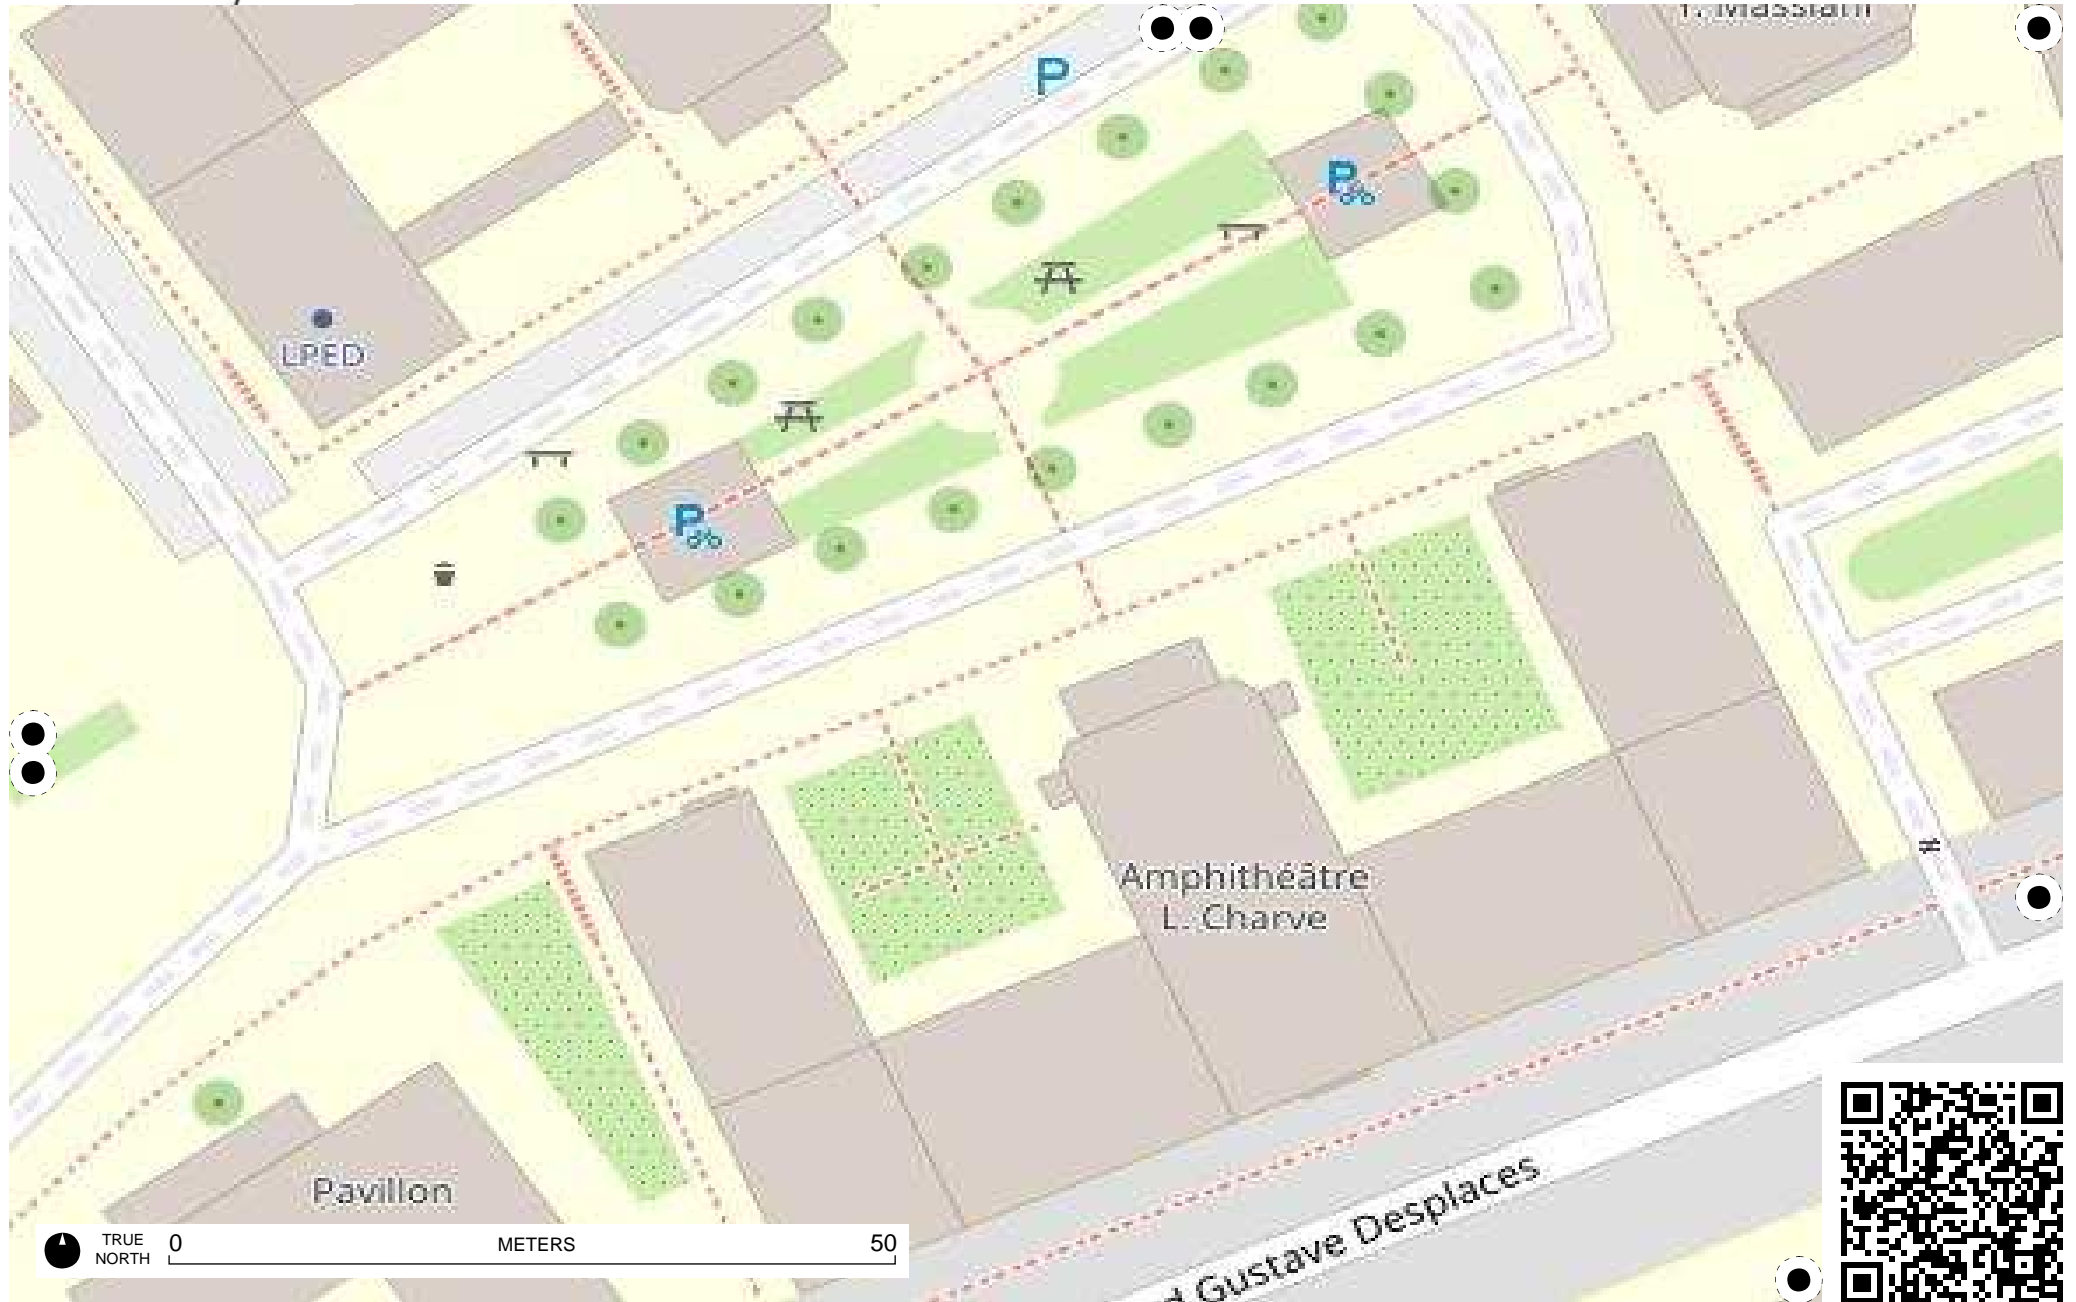 P
P
LPED
P
Amphithéâtre
L. Charve
Pavillon
d Gustave Desplaces
TRUE
NORTH
0 METERS 50